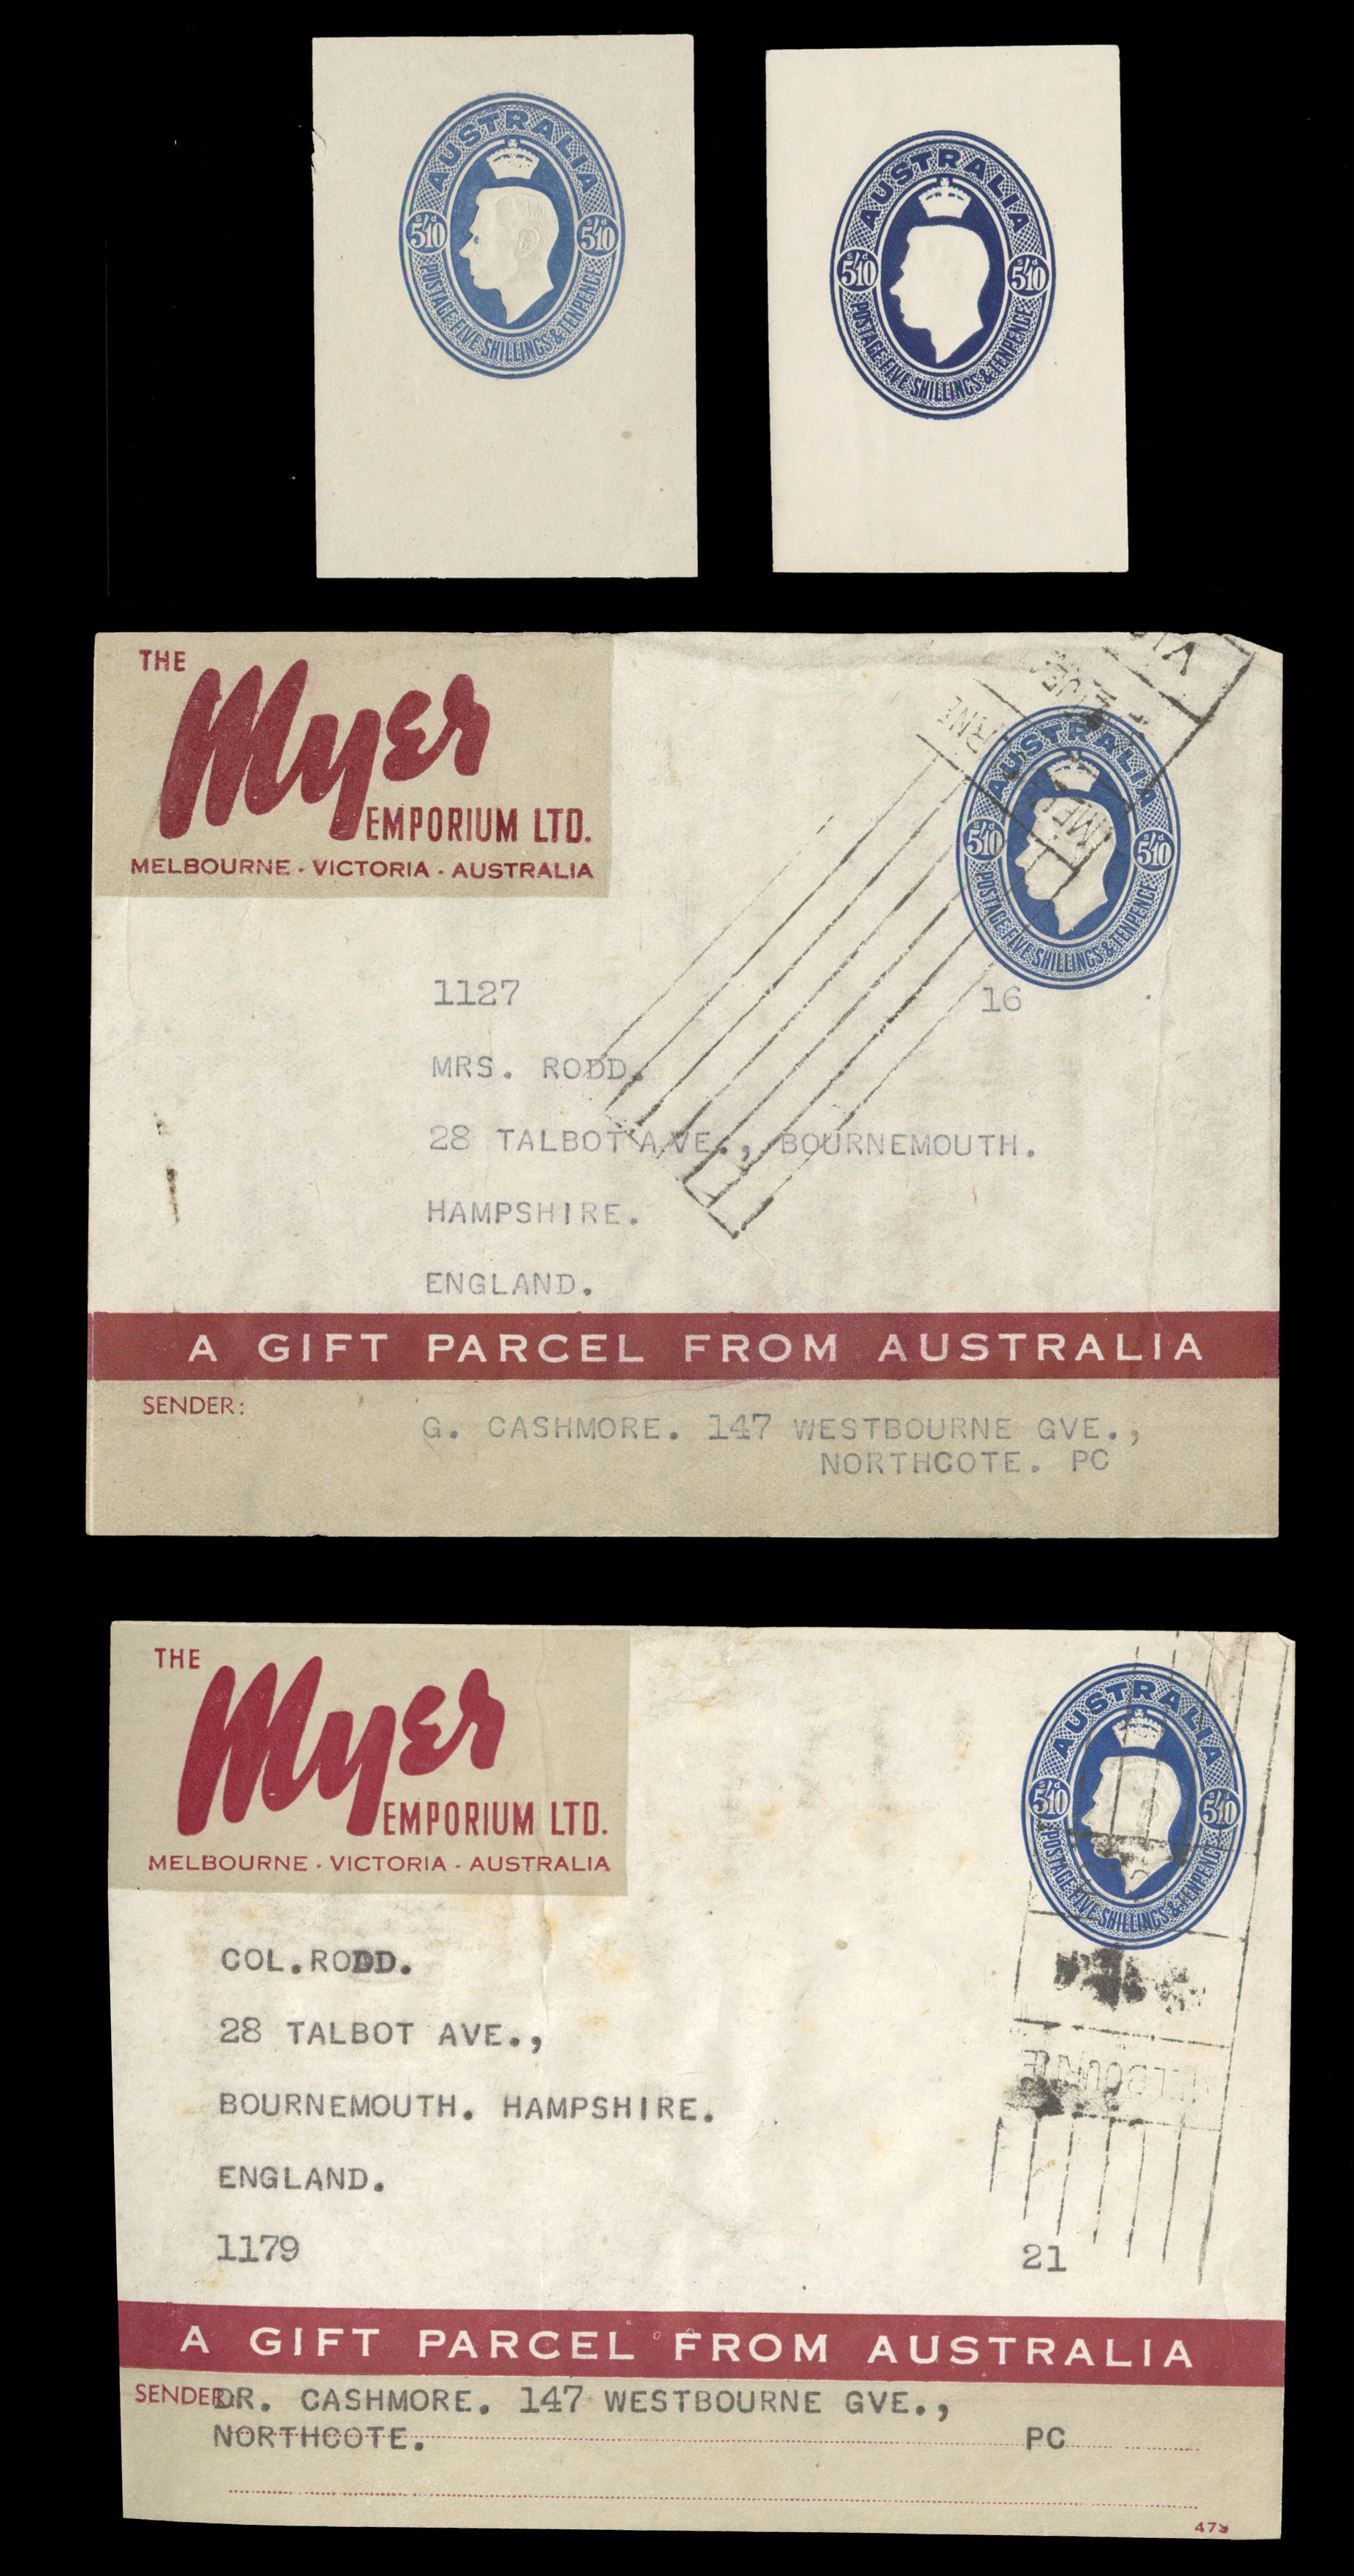 AUSTRALIA
5/10 5/10
s d s d
POSTAGE FIVE SHILLINGS & TENPENCE
AUSTRALIA
5/10 5/10
s d s d
POSTAGE FIVE SHILLINGS & TENPENCE
THE
Myer
EMPORIUM LTD.
MELBOURNE - VICTORIA - AUSTRALIA
AUSTRALIA
5/10 5/10
s d s d
POSTAGE FIVE SHILLINGS & TENPENCE
1127 16
MRS. RODD.
28 TALBOT AVE., BOURNEMOUTH.
HAMPSHIRE.
ENGLAND.
A GIFT PARCEL FROM AUSTRALIA
SENDER:
G. CASHMORE. 147 WESTBOURNE GVE.,
NORTHCOTE. PC
THE
Myer
EMPORIUM LTD.
MELBOURNE - VICTORIA - AUSTRALIA
AUSTRALIA
5/10 5/10
s d s d
POSTAGE FIVE SHILLINGS & TENPENCE
MELBOURNE
COL.RODD.
28 TALBOT AVE.,
BOURNEMOUTH. HAMPSHIRE.
ENGLAND.
1179 21
A GIFT PARCEL FROM AUSTRALIA
SENDER: DR. CASHMORE. 147 WESTBOURNE GVE.,
NORTHCOTE. PC